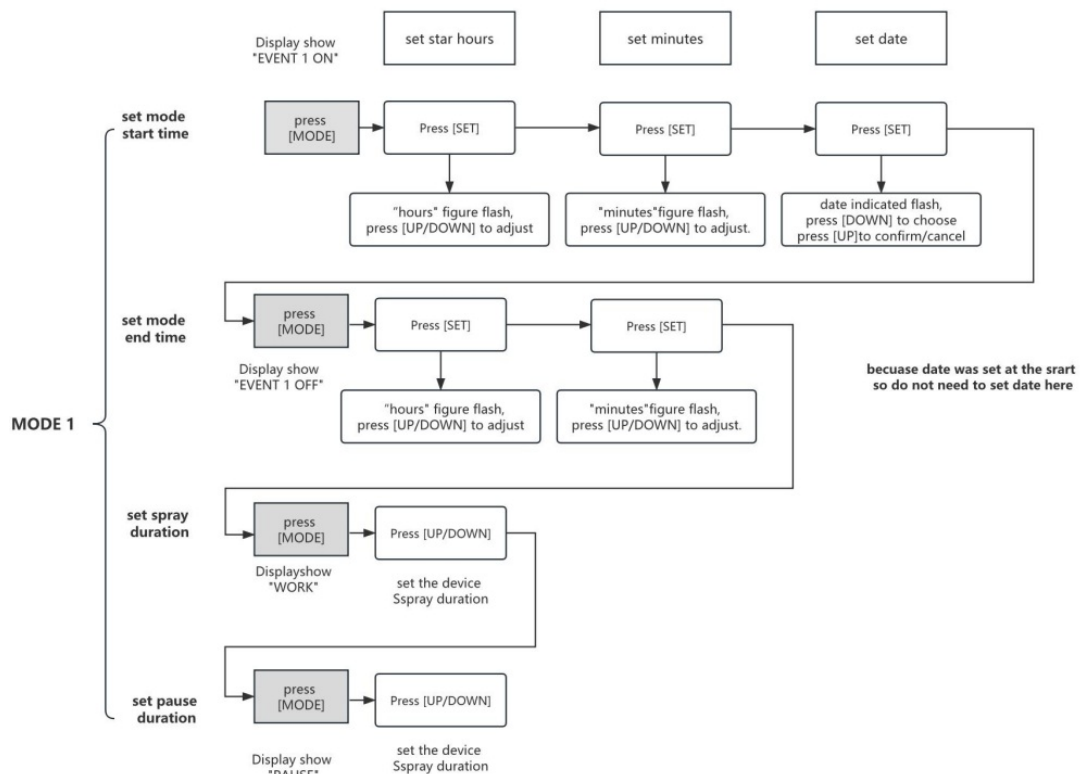 Display show
"EVENT 1 ON"
set star hours
set minutes
set date
set mode
start time
press
[MODE]
Press [SET]
Press [SET]
Press [SET]
"hours" figure flash,
press [UP/DOWN] to adjust
"minutes"figure flash,
press [UP/DOWN] to adjust.
date indicated flash,
press [DOWN] to choose
press [UP]to confirm/cancel
set mode
end time
press
[MODE]
Press [SET]
Press [SET]
Display show
"EVENT 1 OFF"
becuase date was set at the srart
so do not need to set date here
"hours" figure flash,
press [UP/DOWN] to adjust
"minutes"figure flash,
press [UP/DOWN] to adjust.
MODE 1
set spray
duration
press
[MODE]
Press [UP/DOWN]
Displayshow
"WORK"
set the device
Sspray duration
set pause
duration
press
[MODE]
Press [UP/DOWN]
Display show
"PAUSE"
set the device
Sspray duration